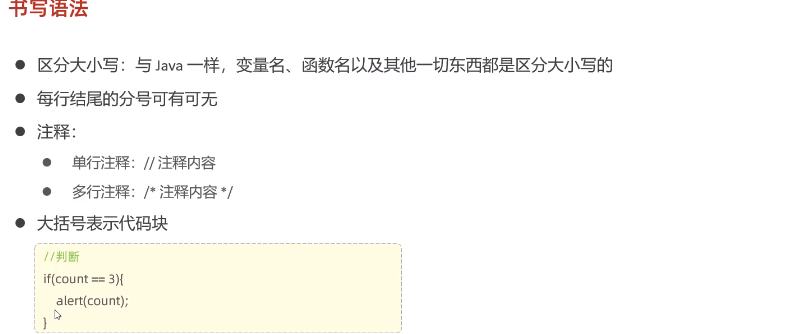 书写语法
区分大小写：与 Java 一样，变量名、函数名以及其他一切东西都是区分大小写的
每行结尾的分号可有可无
注释：
单行注释：// 注释内容
多行注释：/* 注释内容 */
大括号表示代码块
//判断
if(count == 3){
alert(count);
}